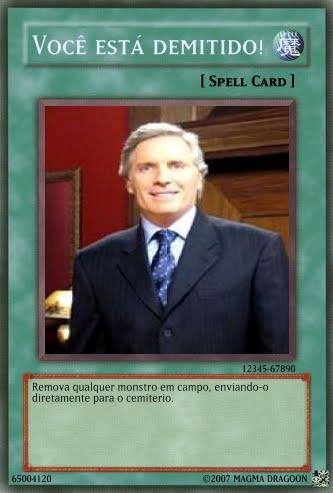 VOCÊ ESTÁ DEMITIDO! 魔
[ SPELL CARD ]
12345-67890
Remova qualquer monstro em campo, enviando-o
diretamente para o cemiterio.
65004120 ©2007 MAGMA DRAGOON